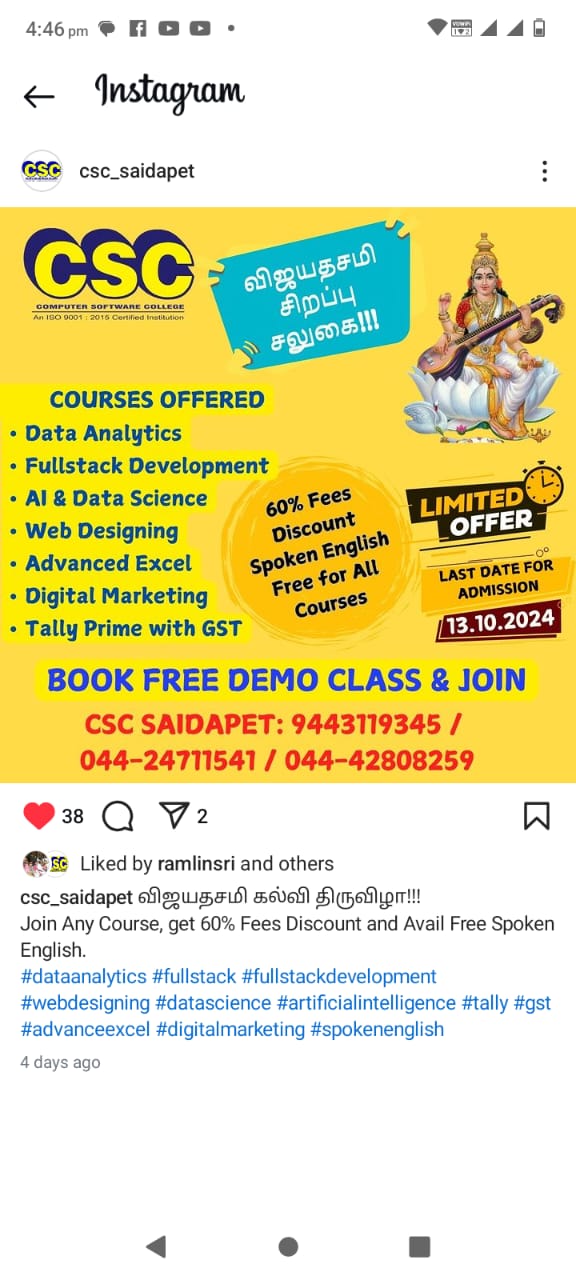 4:46 pm
VOWIFI
1 2
Instagram
CSC
csc_saidapet
CSC
COMPUTER SOFTWARE COLLEGE
An ISO 9001 : 2015 Certified Institution
விஜயதசமி
சிறப்பு
சலுகை!!!
COURSES OFFERED
• Data Analytics
• Fullstack Development
• AI & Data Science
• Web Designing
• Advanced Excel
• Digital Marketing
• Tally Prime with GST
60% Fees
Discount
Spoken English
Free for All
Courses
LIMITED
OFFER
LAST DATE FOR
ADMISSION
13.10.2024
BOOK FREE DEMO CLASS & JOIN
CSC SAIDAPET: 9443119345 /
044-24711541 / 044-42808259
38 2
Liked by ramlinsri and others
csc_saidapet விஜயதசமி கல்வி திருவிழா!!!
Join Any Course, get 60% Fees Discount and Avail Free Spoken
English.
#dataanalytics #fullstack #fullstackdevelopment
#webdesigning #datascience #artificialintelligence #tally #gst
#advanceexcel #digitalmarketing #spokenenglish
4 days ago